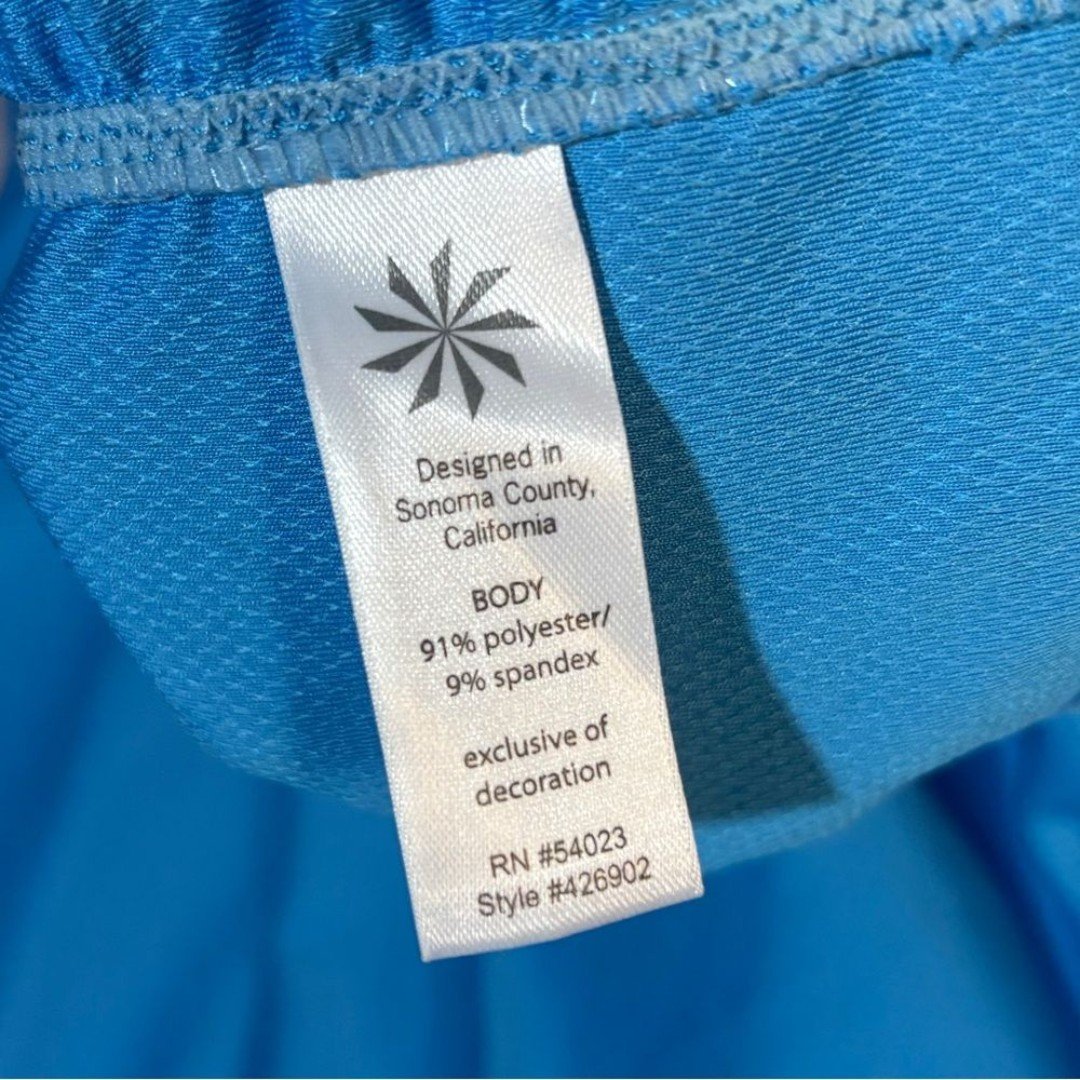 Designed in
Sonoma County,
California
BODY
91% polyester/
9% spandex
exclusive of
decoration
RN #54023
Style #426902